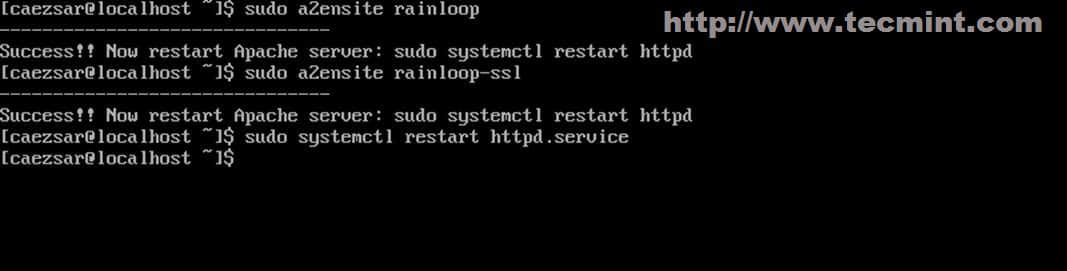 [caezsar@localhost ~]$ sudo a2ensite rainloop
http://www.tecmint.com
-------------------------------
Success!! Now restart Apache server: sudo systemctl restart httpd
[caezsar@localhost ~]$ sudo a2ensite rainloop-ssl
-------------------------------
Success!! Now restart Apache server: sudo systemctl restart httpd
[caezsar@localhost ~]$ sudo systemctl restart httpd.service
[caezsar@localhost ~]$